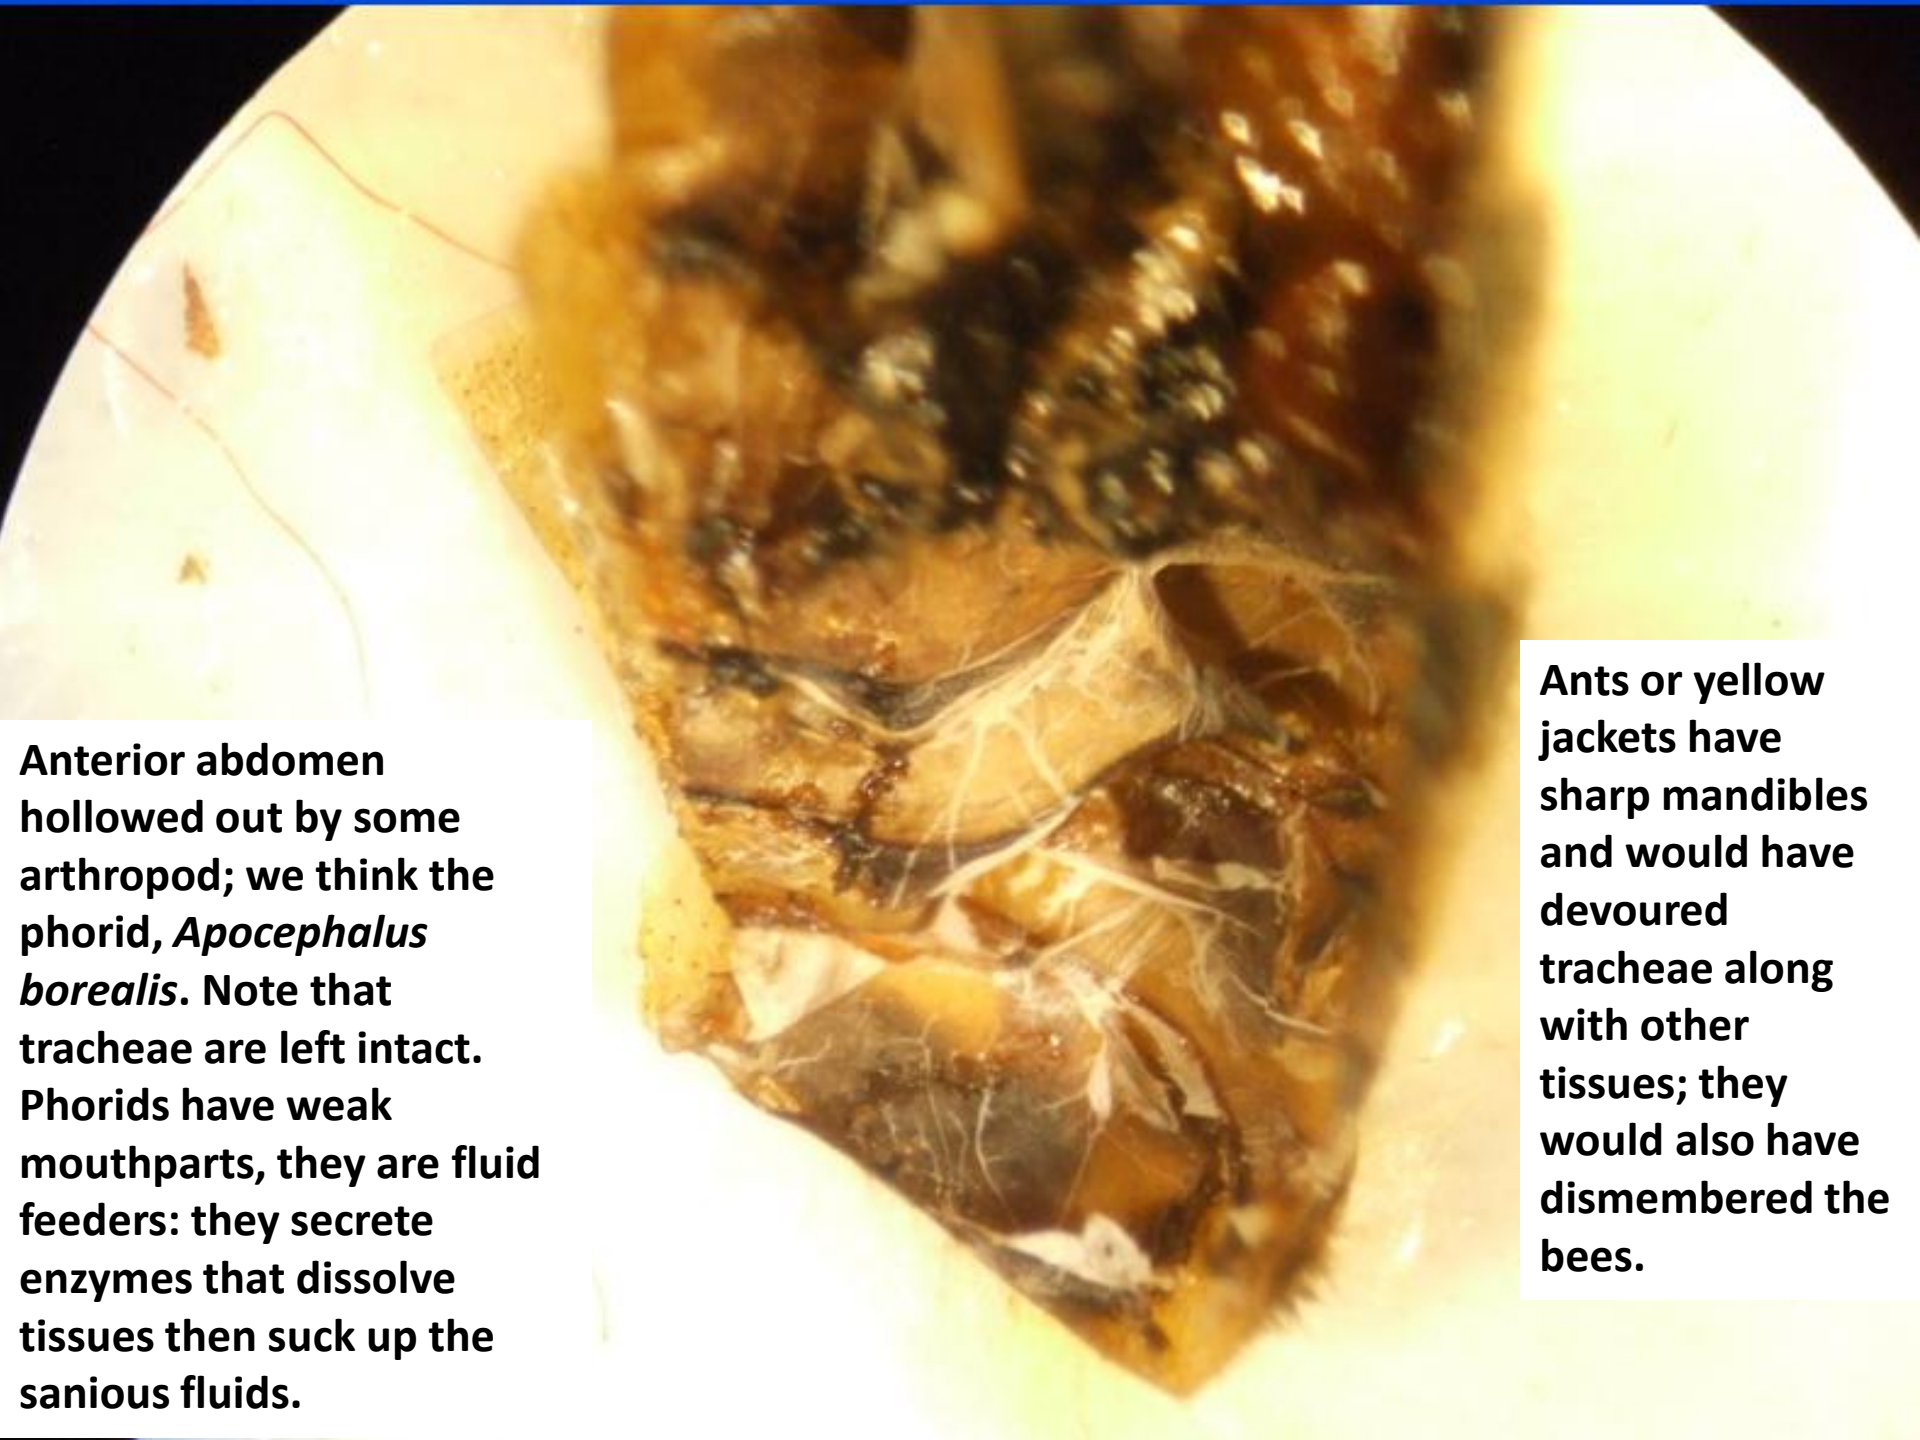 Anterior abdomen
hollowed out by some
arthropod; we think the
phorid, Apocephalus
borealis. Note that
tracheae are left intact.
Phorids have weak
mouthparts, they are fluid
feeders: they secrete
enzymes that dissolve
tissues then suck up the
sanious fluids.
Ants or yellow
jackets have
sharp mandibles
and would have
devoured
tracheae along
with other
tissues; they
would also have
dismembered the
bees.